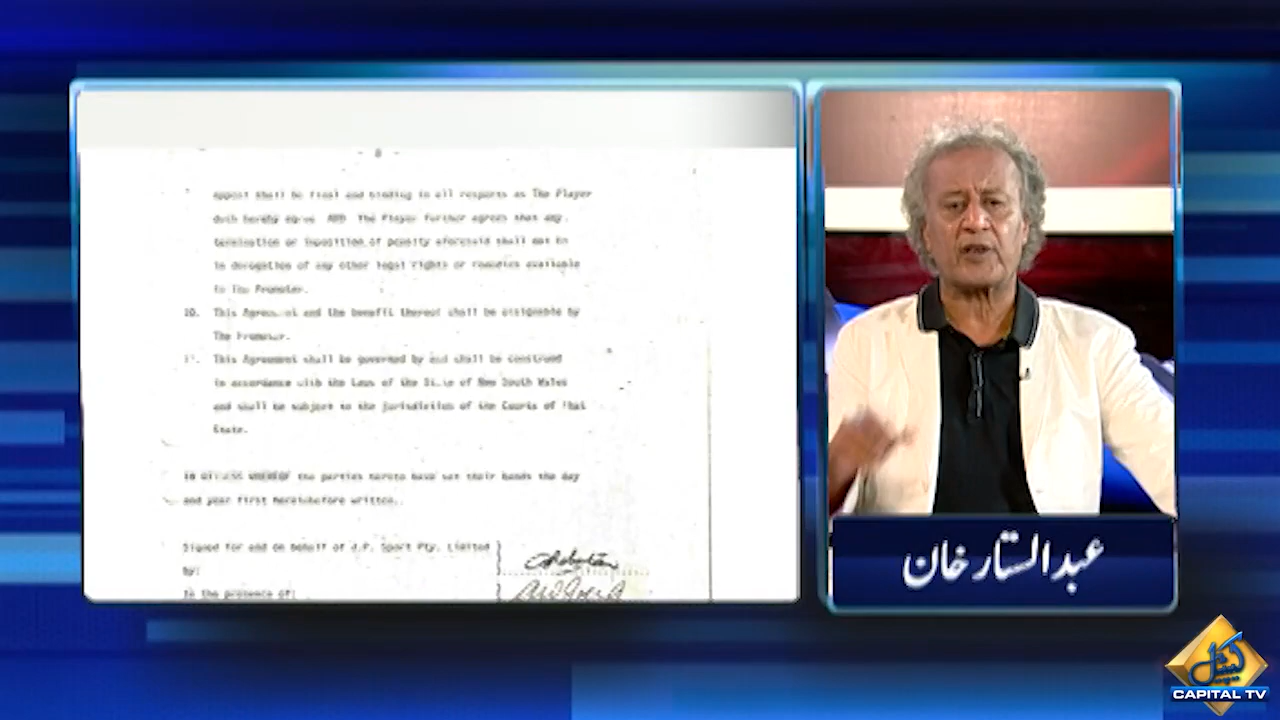 - 8 -
shall be final and binding in all respects as The Player
doth hereby agree AND The Player further agrees that any
termination or imposition of penalty aforesaid shall not be
in derogation of any other legal rights or remedies available
to The Promoter.
10. This Agreement and the benefit thereof shall be assignable by
The Promoter.
11. This Agreement shall be governed by and shall be construed
in accordance with the Laws of the State of New South Wales
and shall be subject to the jurisdiction of the Courts of that
State.
IN WITNESS WHEREOF the parties hereto have set their hands the day
and year first hereinbefore written.
Signed for and on behalf of J.P. Sport Pty. Limited
by:
in the presence of:
عبدالستار خان
کیپیٹل
CAPITAL TV